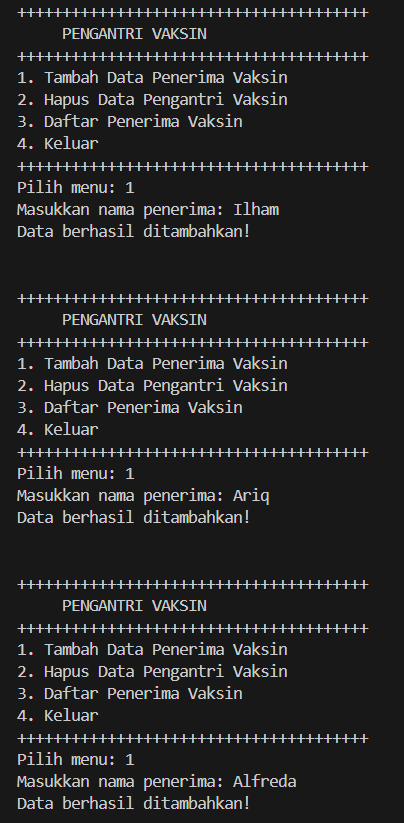 +++++++++++++++++++++++++++++++++++++++
PENGANTRI VAKSIN
+++++++++++++++++++++++++++++++++++++++
1. Tambah Data Penerima Vaksin
2. Hapus Data Pengantri Vaksin
3. Daftar Penerima Vaksin
4. Keluar
+++++++++++++++++++++++++++++++++++++++
Pilih menu: 1
Masukkan nama penerima: Ilham
Data berhasil ditambahkan!
+++++++++++++++++++++++++++++++++++++++
PENGANTRI VAKSIN
+++++++++++++++++++++++++++++++++++++++
1. Tambah Data Penerima Vaksin
2. Hapus Data Pengantri Vaksin
3. Daftar Penerima Vaksin
4. Keluar
+++++++++++++++++++++++++++++++++++++++
Pilih menu: 1
Masukkan nama penerima: Ariq
Data berhasil ditambahkan!
+++++++++++++++++++++++++++++++++++++++
PENGANTRI VAKSIN
+++++++++++++++++++++++++++++++++++++++
1. Tambah Data Penerima Vaksin
2. Hapus Data Pengantri Vaksin
3. Daftar Penerima Vaksin
4. Keluar
+++++++++++++++++++++++++++++++++++++++
Pilih menu: 1
Masukkan nama penerima: Alfreda
Data berhasil ditambahkan!